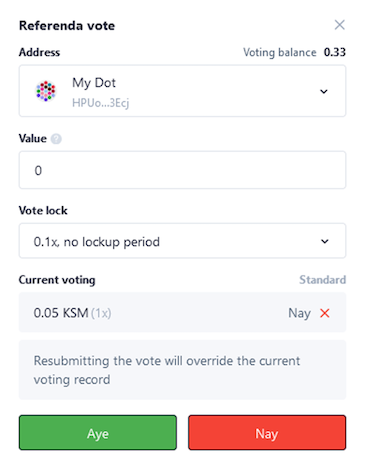 Referenda vote
Address Voting balance 0.33
My Dot
HPUo...3Ecj
Value
0
Vote lock
0.1x, no lockup period
Current voting Standard
0.05 KSM (1x) Nay
Resubmitting the vote will override the current
voting record
Aye Nay